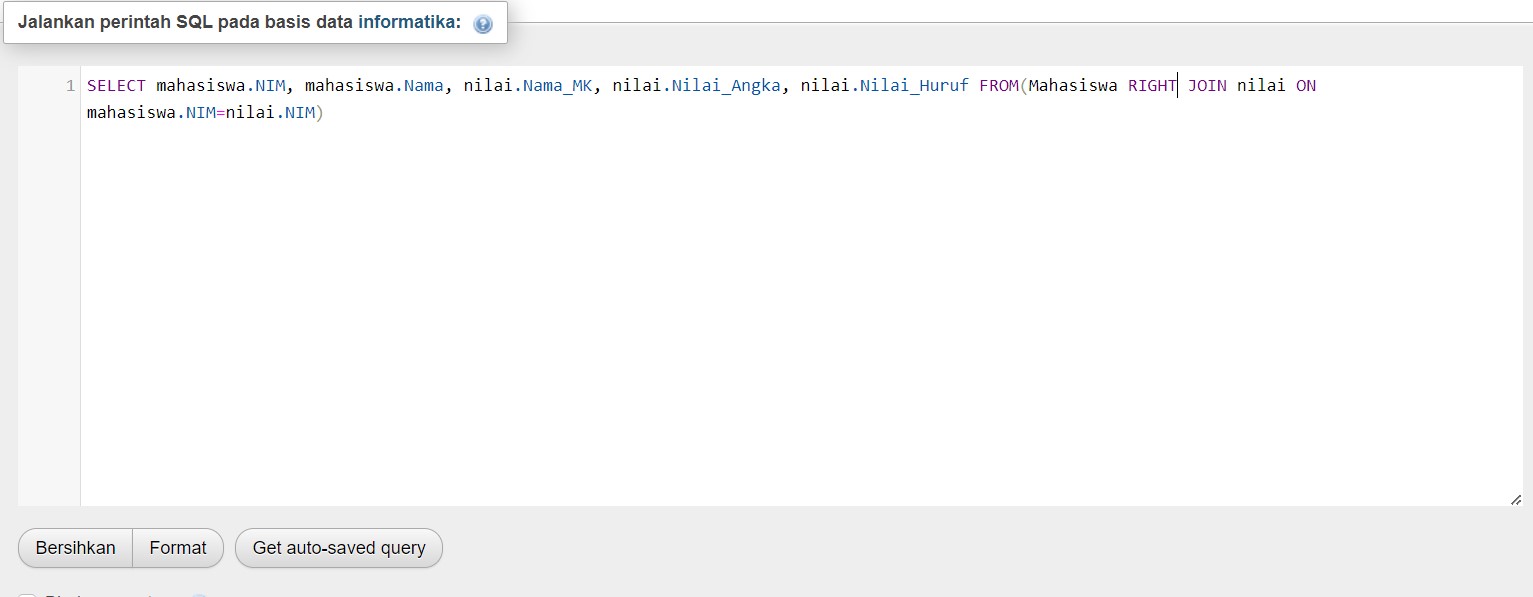 Jalankan perintah SQL pada basis data informatika:
1 SELECT mahasiswa.NIM, mahasiswa.Nama, nilai.Nama_MK, nilai.Nilai_Angka, nilai.Nilai_Huruf FROM(Mahasiswa RIGHT JOIN nilai ON
mahasiswa.NIM=nilai.NIM)
Bersihkan Format Get auto-saved query